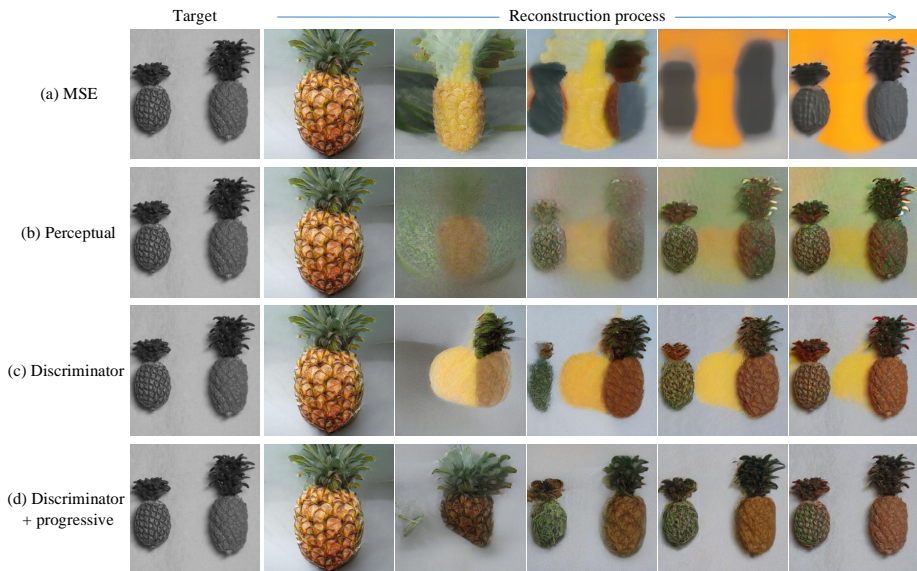 Target
Reconstruction process
(a) MSE
(b) Perceptual
(c) Discriminator
(d) Discriminator
+ progressive